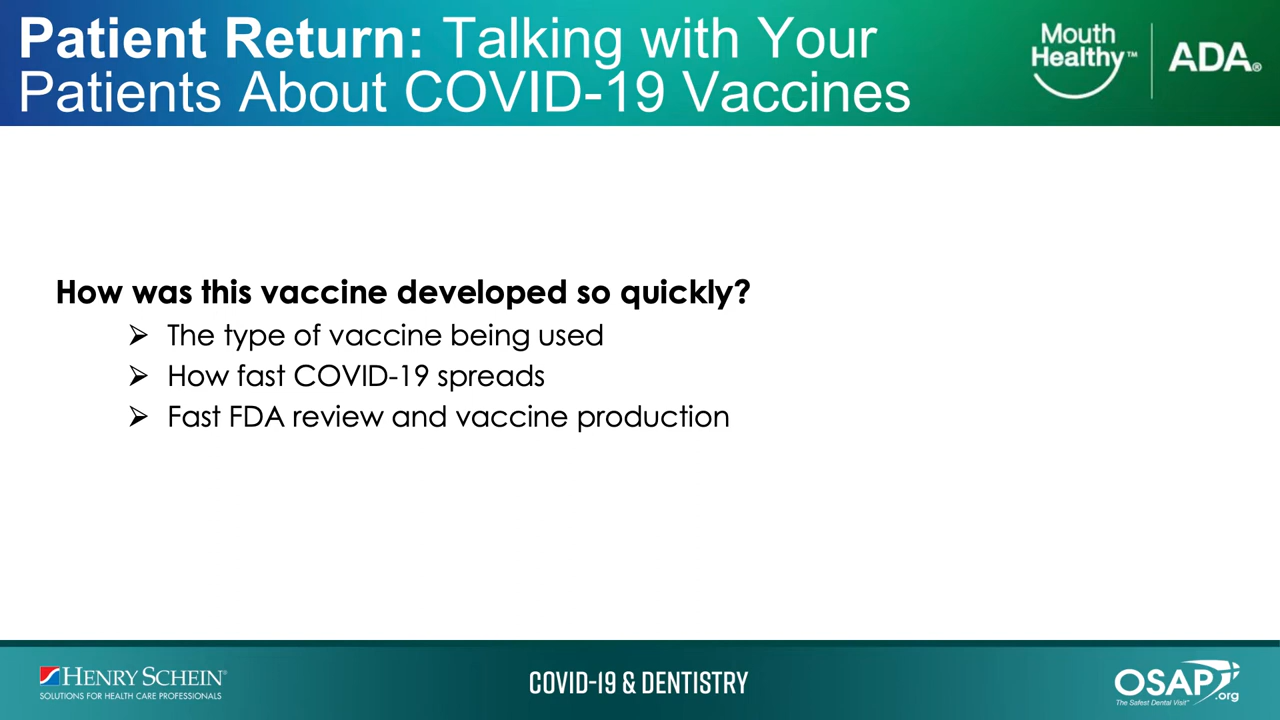 Patient Return: Talking with Your
Patients About COVID-19 Vaccines
Mouth
Healthy™
ADA®
How was this vaccine developed so quickly?
➢ The type of vaccine being used
➢ How fast COVID-19 spreads
➢ Fast FDA review and vaccine production
HENRY SCHEIN®
SOLUTIONS FOR HEALTH CARE PROFESSIONALS
COVID-19 & DENTISTRY
OSAP
.org
The Safest Dental Visit™